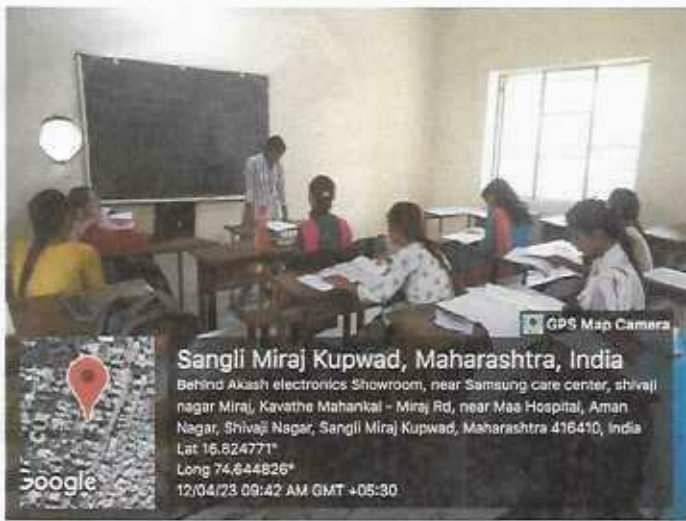 GPS Map Camera
Sangli Miraj Kupwad, Maharashtra, India
Behind Akash electronics Showroom, near Samsung care center, shivaji
nagar Miraj, Kavathe Mahankal - Miraj Rd, near Maa Hospital, Aman
Nagar, Shivaji Nagar, Sangli Miraj Kupwad, Maharashtra 416410, India
Lat 16.824771°
Long 74.644826°
12/04/23 09:42 AM GMT +05:30
Google